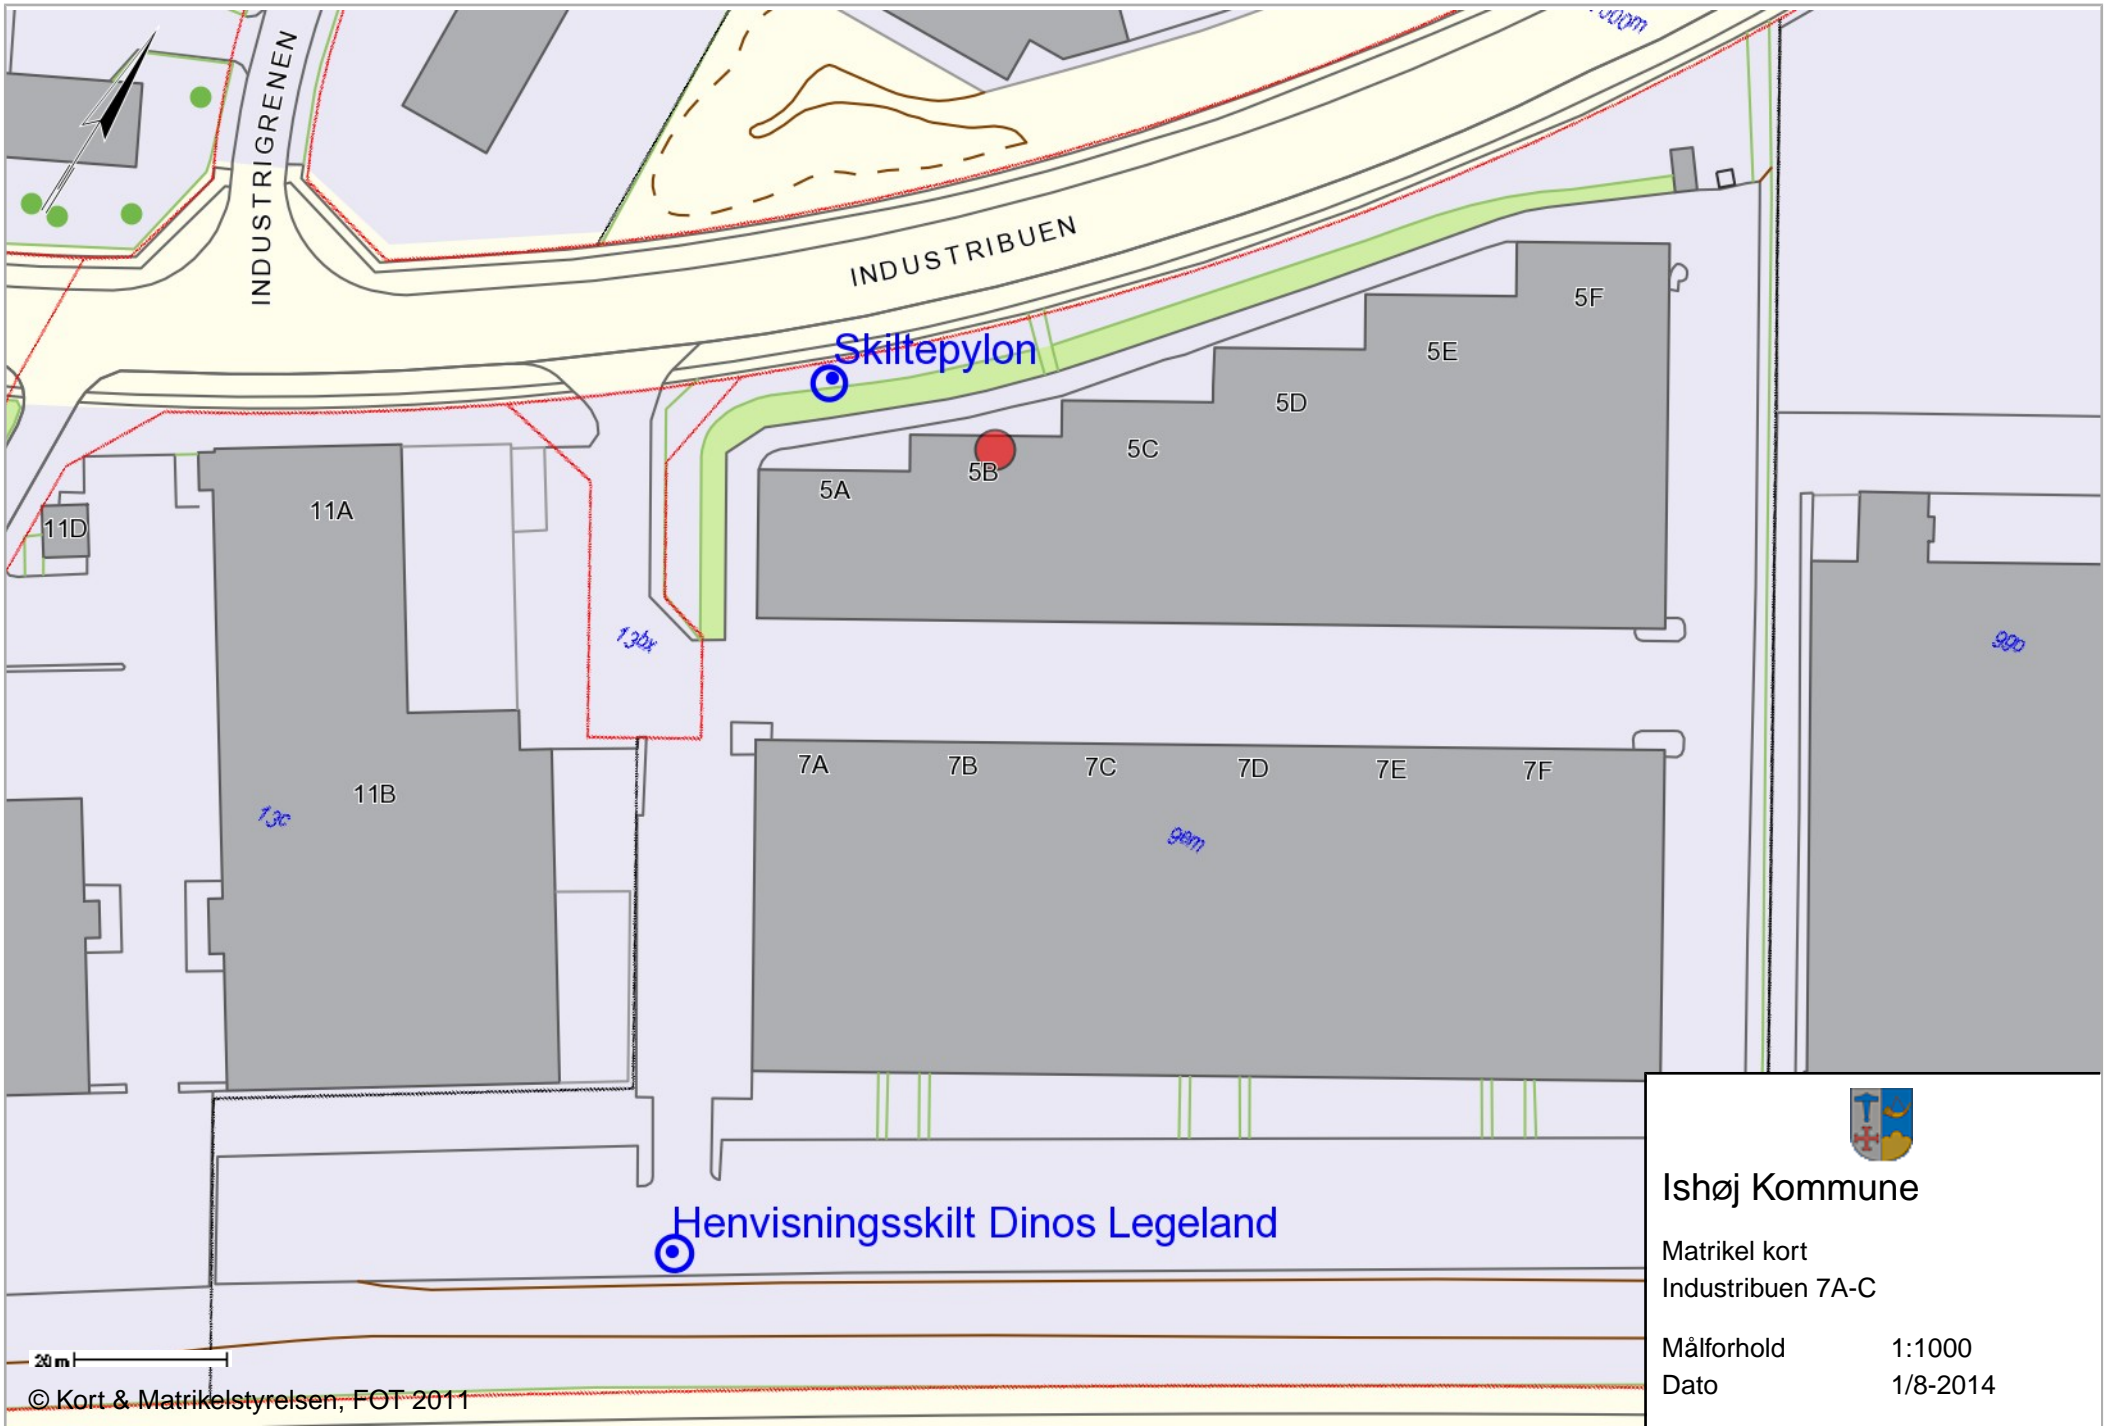 INDUSTRIGRENEN
INDUSTRIBUEN
Skiltepylon
5A
5B
5C
5D
5E
5F
11A
11D
13bx
7A
7B
7C
7D
7E
7F
11B
13c
9em
Henvisningsskilt Dinos Legeland
Ishøj Kommune
Matrikel kort
Industribuen 7A-C
Målforhold 1:1000
Dato 1/8-2014
20 m
© Kort & Matrikelstyrelsen, FOT 2011